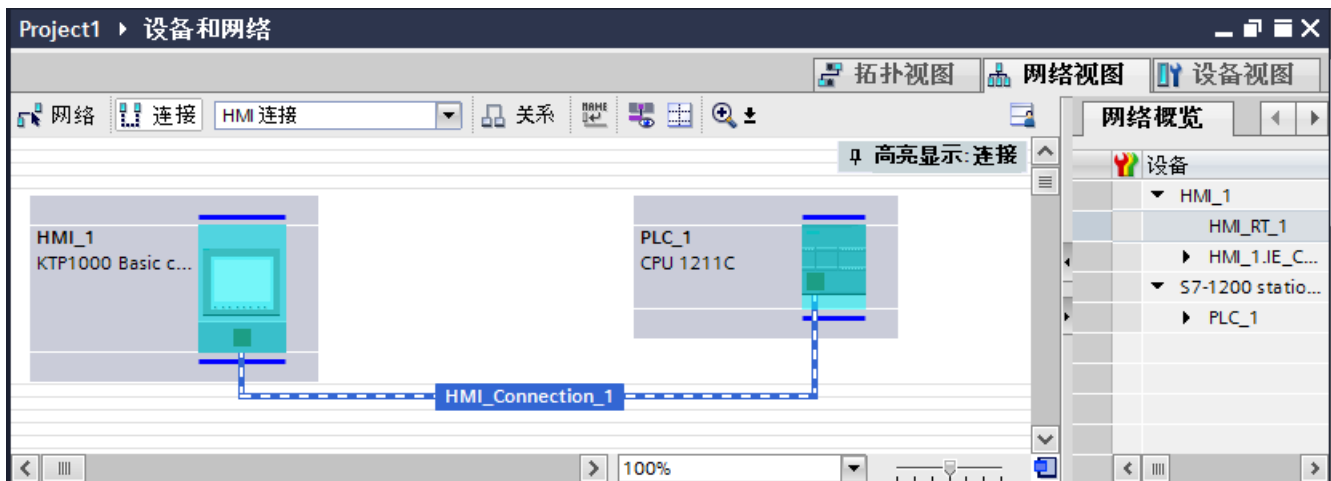 Project1 ▸ 设备和网络
拓扑视图 网络视图 设备视图
网络 连接 HMI 连接 关系
网络概览
高亮显示:连接
设备
HMI_1
KTP1000 Basic c...
PLC_1
CPU 1211C
HMI_Connection_1
HMI_1
HMI_RT_1
HMI_1.IE_C...
S7-1200 statio...
PLC_1
100%